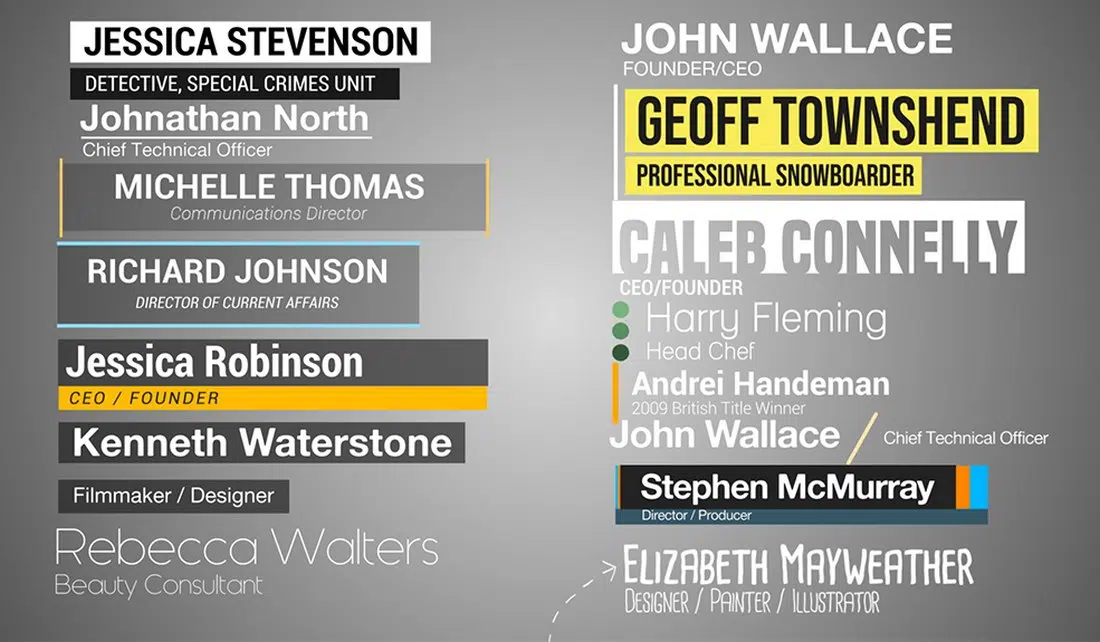 JESSICA STEVENSON
DETECTIVE, SPECIAL CRIMES UNIT
Johnathan North
Chief Technical Officer
MICHELLE THOMAS
Communications Director
RICHARD JOHNSON
DIRECTOR OF CURRENT AFFAIRS
Jessica Robinson
CEO / FOUNDER
Kenneth Waterstone
Filmmaker / Designer
Rebecca Walters
Beauty Consultant
JOHN WALLACE
FOUNDER/CEO
GEOFF TOWNSHEND
PROFESSIONAL SNOWBOARDER
CALEB CONNELLY
CEO/FOUNDER
Harry Fleming
Head Chef
Andrei Handeman
2009 British Title Winner
John Wallace / Chief Technical Officer
Stephen McMurray
Director / Producer
ELIZABETH MAYWEATHER
DESIGNER / PAINTER / ILLUSTRATOR